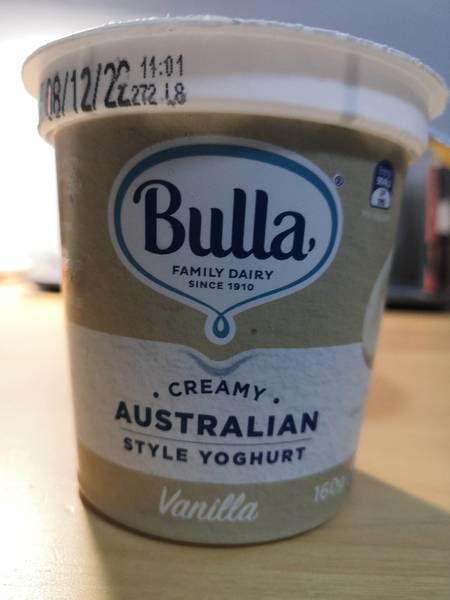 08/12/22 11:01
272 L8
Bulla®
FAMILY DAIRY
SINCE 1910
• CREAMY •
AUSTRALIAN
STYLE YOGHURT
Vanilla
160g